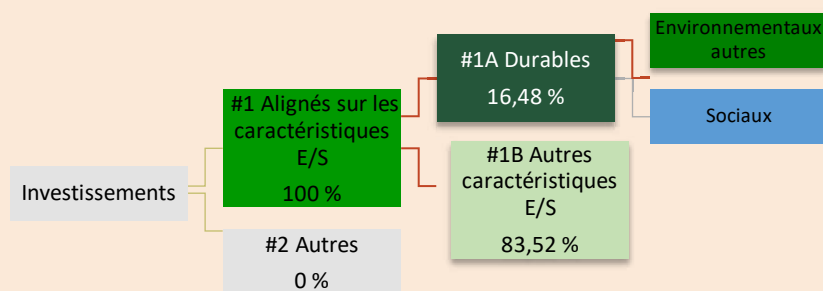 Investissements
#1 Alignés sur les
caractéristiques
E/S
100 %
#2 Autres
0 %
#1A Durables
16,48 %
#1B Autres
caractéristiques
E/S
83,52 %
Environnementaux
autres
Sociaux